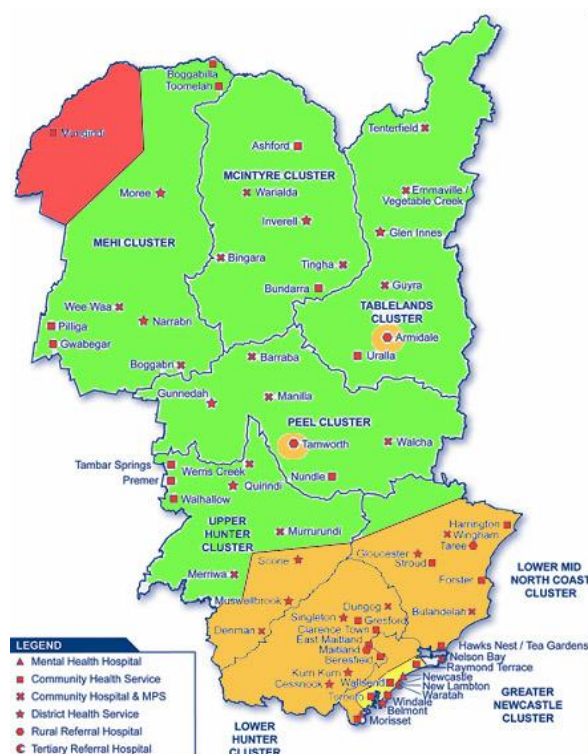 Boggabilla
Toomelah
Mungindi
Tenterfield
Ashford
MCINTYRE CLUSTER
Emmaville /
Vegetable Creek
Moree
Warialda
Inverell
Glen Innes
MEHI CLUSTER
Bingara
Tingha
Guyra
Bundarra
TABLELANDS
CLUSTER
Wee Waa
Narrabri
Pilliga
Gwabegar
Armidale
Uralla
Boggabri
Barraba
Gunnedah
Manilla
PEEL CLUSTER
Tamworth
Walcha
Tambar Springs
Premer
Werris Creek
Quirindi
Nundle
Walhallow
UPPER
HUNTER
CLUSTER
Murrurundi
Merriwa
Harrington
Wingham
Taree
Gloucester
Stroud
Scone
LOWER MID
NORTH COAST
CLUSTER
Forster
Muswellbrook
Dungog
Bulahdelah
Singleton
Gresford
Denman
Clarence Town
East Maitland
Maitland
Beresfield
Hawks Nest / Tea Gardens
Nelson Bay
Raymond Terrace
Kurri Kurri
Wallsend
Newcastle
New Lambton
Cessnock
Waratah
Toronto
Windale
Belmont
Morisset
GREATER
NEWCASTLE
CLUSTER
LOWER
HUNTER
CLUSTER
LEGEND
Mental Health Hospital
Community Health Service
Community Hospital & MPS
District Health Service
Rural Referral Hospital
Tertiary Referral Hospital